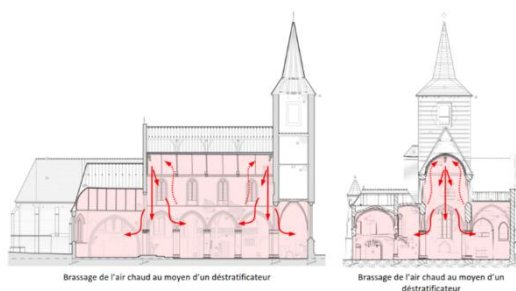 Brassage de l'air chaud au moyen d'un déstratificateur
Brassage de l'air chaud au moyen d'un
déstratificateur